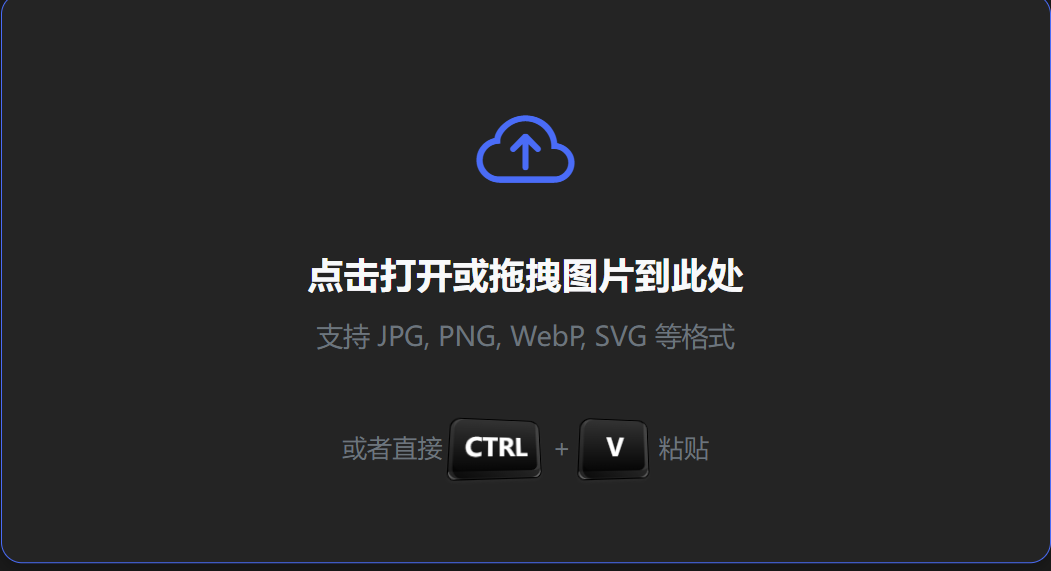 点击打开或拖拽图片到此处
支持 JPG, PNG, WebP, SVG 等格式
或者直接 CTRL + V 粘贴